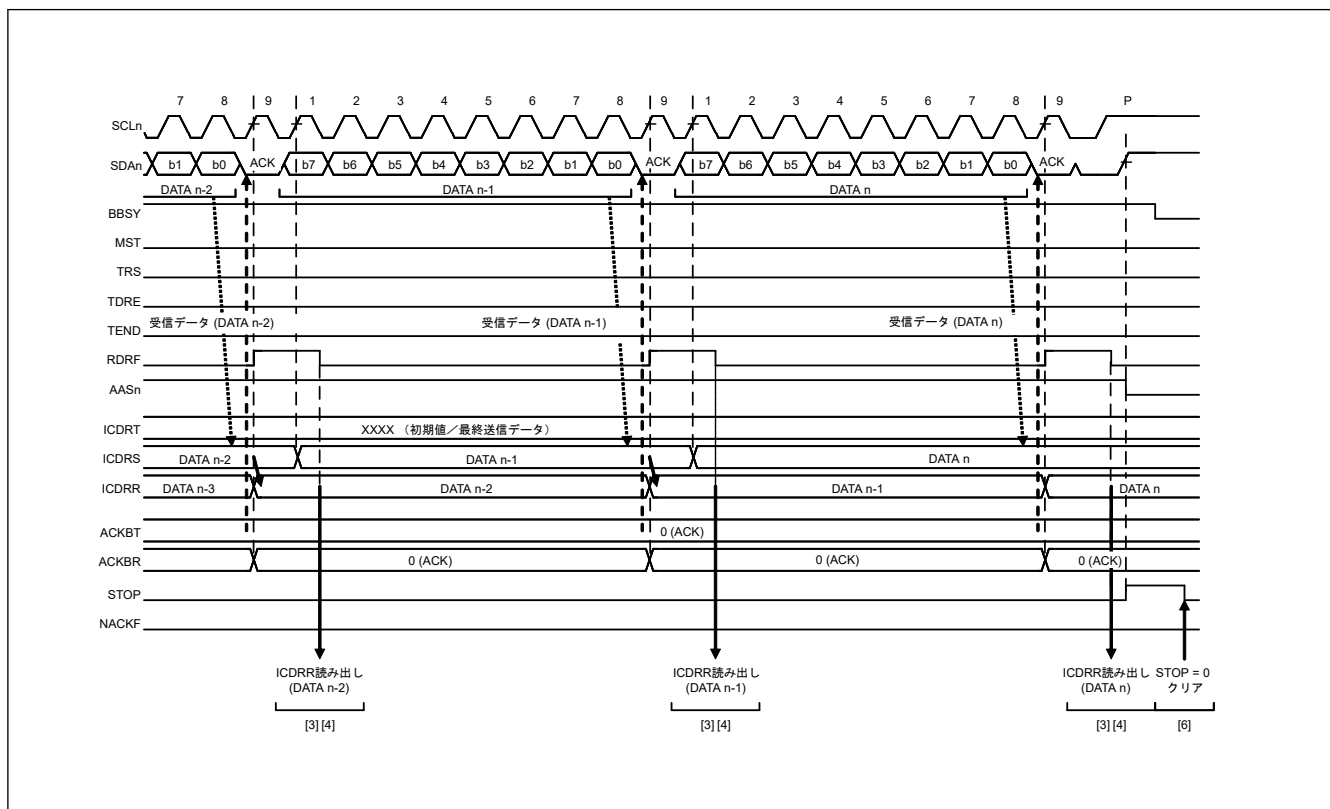 7 8 9 1 2 3 4 5 6 7 8 9 1 2 3 4 5 6 7 8 9 P
SCLn
SDAn b1 b0 ACK b7 b6 b5 b4 b3 b2 b1 b0 ACK b7 b6 b5 b4 b3 b2 b1 b0 ACK
DATA n-2 DATA n-1 DATA n
BBSY
MST
TRS
TDRE
TEND 受信データ (DATA n-2) 受信データ (DATA n-1) 受信データ (DATA n)
RDRF
AASn
ICDRT XXXX （初期値／最終送信データ）
ICDRS DATA n-2 DATA n-1 DATA n
ICDRR DATA n-3 DATA n-2 DATA n-1 DATA n
ACKBT 0 (ACK)
ACKBR 0 (ACK) 0 (ACK) 0 (ACK)
STOP
NACKF
ICDRR読み出し ICDRR読み出し ICDRR読み出し STOP = 0
(DATA n-2) (DATA n-1) (DATA n) クリア
[3] [4] [3] [4] [3] [4] [6]